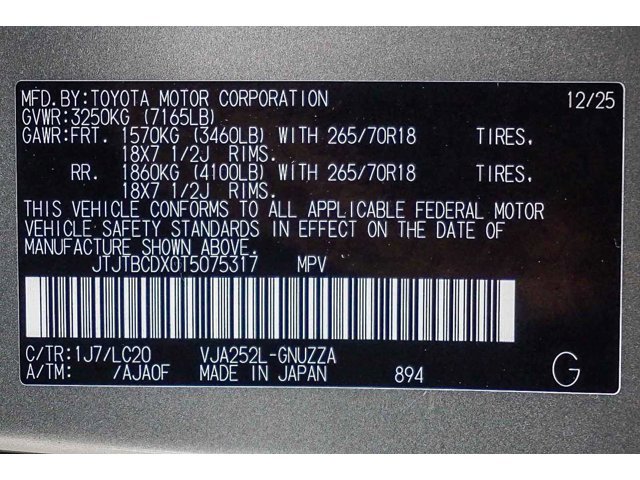 MFD.BY:TOYOTA MOTOR CORPORATION 12/25
GVWR:3250KG (7165LB)
GAWR:FRT. 1570KG (3460LB) WITH 265/70R18 TIRES.
18X7 1/2J RIMS.
RR. 1860KG (4100LB) WITH 265/70R18 TIRES.
18X7 1/2J RIMS.
THIS VEHICLE CONFORMS TO ALL APPLICABLE FEDERAL MOTOR
VEHICLE SAFETY STANDARDS IN EFFECT ON THE DATE OF
MANUFACTURE SHOWN ABOVE.
JTJTBCDX0T5075317 MPV
C/TR:1J7/LC20 VJA252L-GNUZZA
A/TM: /AJA0F MADE IN JAPAN 894 G